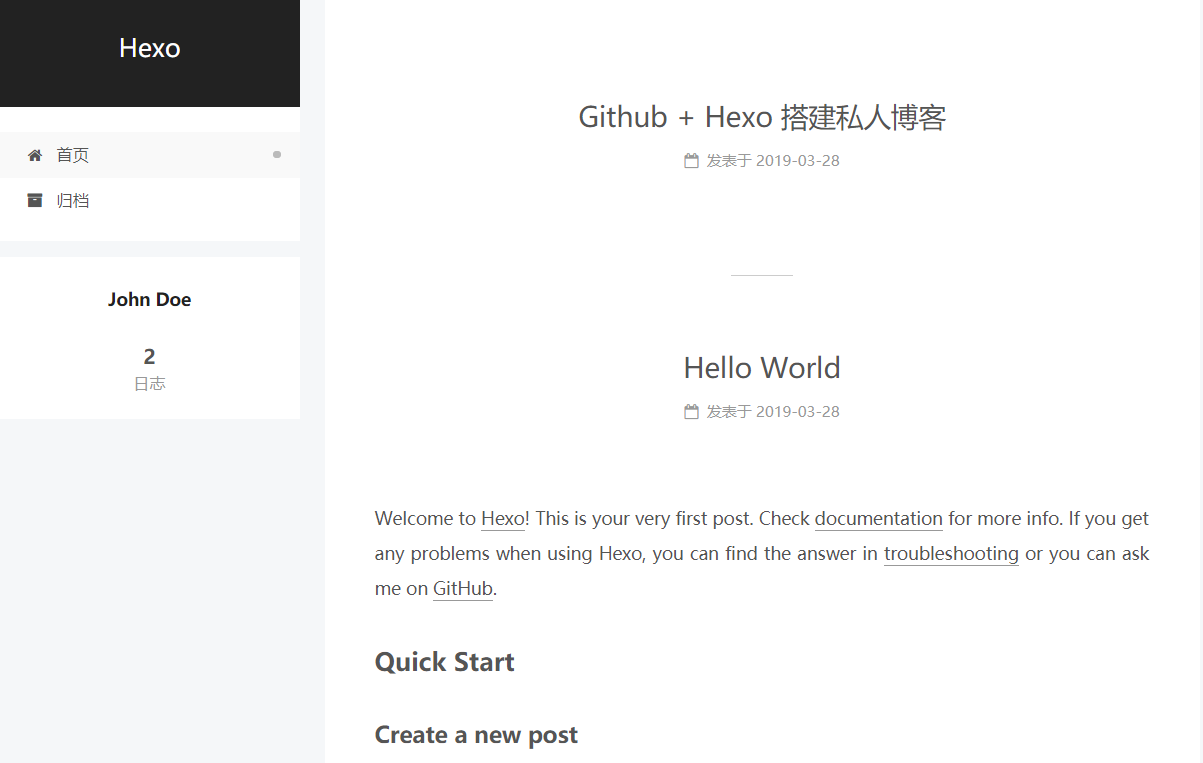 Hexo
首页
归档
John Doe
2
日志
Github + Hexo 搭建私人博客
发表于 2019-03-28
Hello World
发表于 2019-03-28
Welcome to Hexo! This is your very first post. Check documentation for more info. If you get
any problems when using Hexo, you can find the answer in troubleshooting or you can ask
me on GitHub.
Quick Start
Create a new post